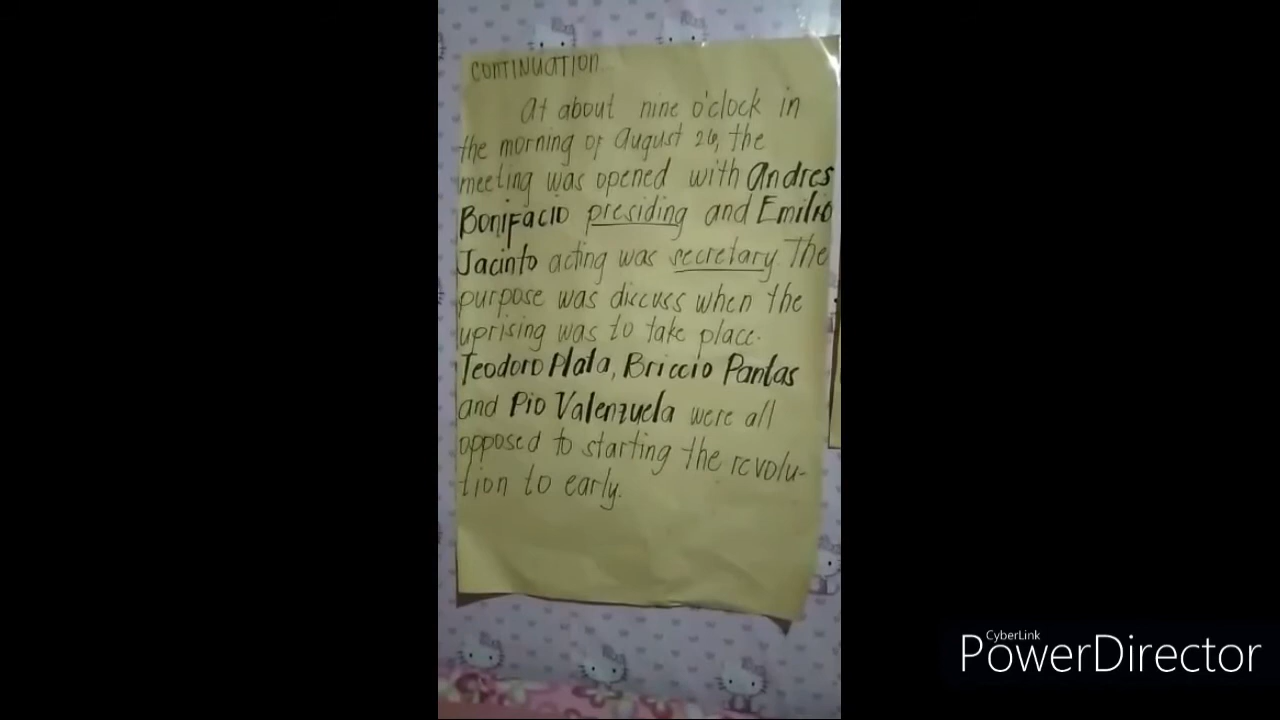 CONTINUATION...
At about nine o'clock in
the morning of August 26, the
meeting was opened with Andres
Bonifacio presiding and Emilio
Jacinto acting was secretary. The
purpose was discuss when the
uprising was to take place.
Teodoro Plata, Briccio Pantas
and Pio Valenzuela were all
opposed to starting the revolu-
tion to early.
CyberLink
PowerDirector